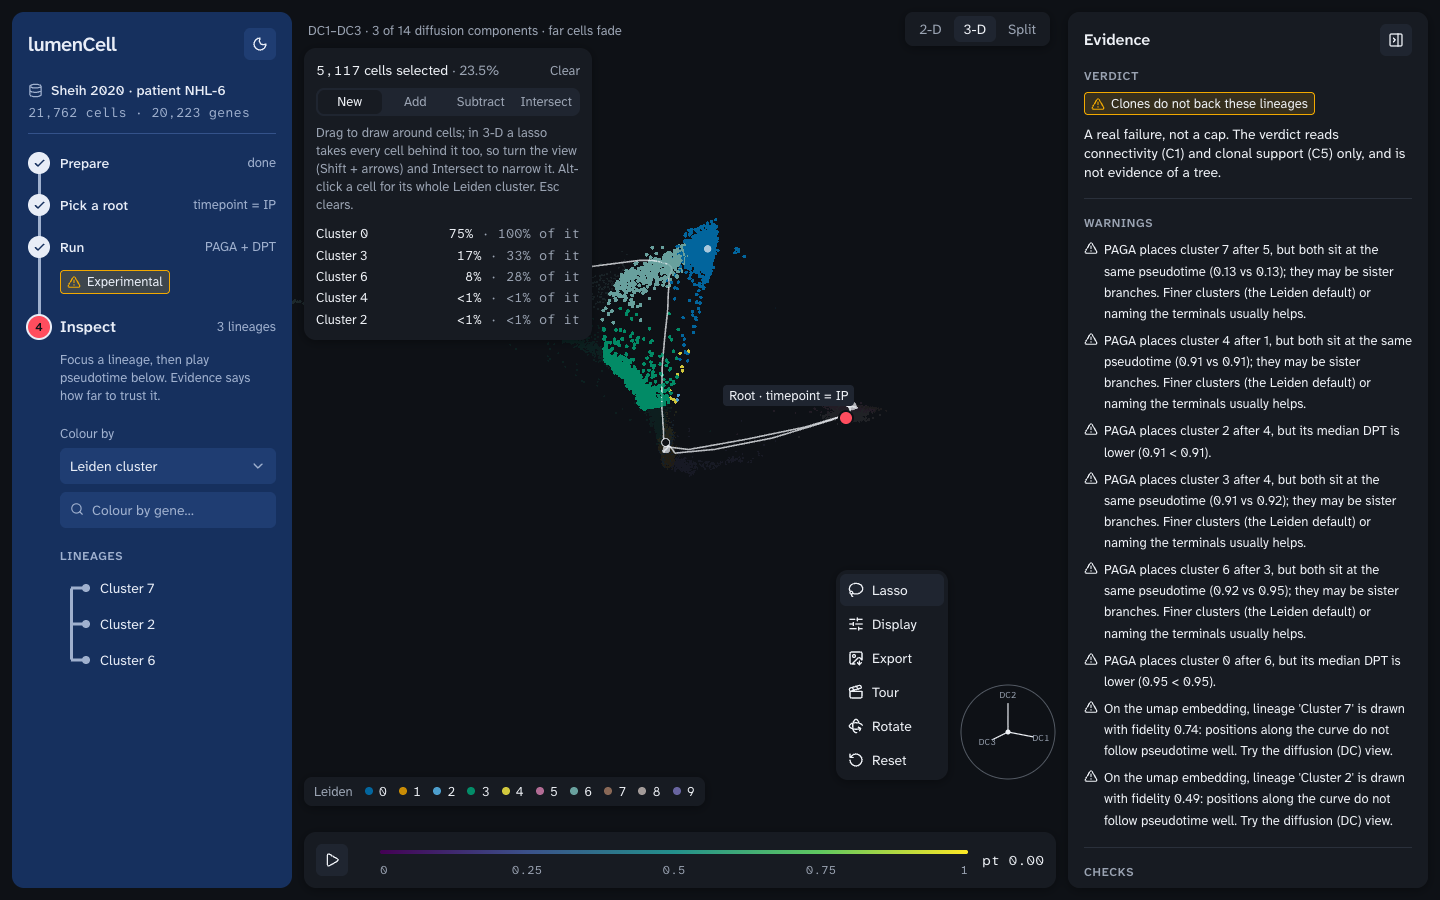 lumenCell
Sheih 2020 · patient NHL-6
21,762 cells · 20,223 genes
Prepare done
Pick a root timepoint = IP
Run PAGA + DPT
Experimental
4 Inspect 3 lineages
Focus a lineage, then play
pseudotime below. Evidence says
how far to trust it.
Colour by
Leiden cluster
Colour by gene...
LINEAGES
Cluster 7
Cluster 2
Cluster 6
DC1–DC3 · 3 of 14 diffusion components · far cells fade
2-D 3-D Split
5,117 cells selected · 23.5% Clear
New Add Subtract Intersect
Drag to draw around cells; in 3-D a lasso
takes every cell behind it too, so turn the view
(Shift + arrows) and Intersect to narrow it. Alt-
click a cell for its whole Leiden cluster. Esc
clears.
Cluster 0 75% · 100% of it
Cluster 3 17% · 33% of it
Cluster 6 8% · 28% of it
Cluster 4 <1% · <1% of it
Cluster 2 <1% · <1% of it
Root · timepoint = IP
Lasso
Display
Export
Tour
Rotate
Reset
DC2
DC3
DC1
Leiden 0 1 2 3 4 5 6 7 8 9
0 0.25 0.5 0.75 1
pt 0.00
Evidence
VERDICT
Clones do not back these lineages
A real failure, not a cap. The verdict reads
connectivity (C1) and clonal support (C5) only, and is
not evidence of a tree.
WARNINGS
PAGA places cluster 7 after 5, but both sit at the
same pseudotime (0.13 vs 0.13); they may be sister
branches. Finer clusters (the Leiden default) or
naming the terminals usually helps.
PAGA places cluster 4 after 1, but both sit at the same
pseudotime (0.91 vs 0.91); they may be sister
branches. Finer clusters (the Leiden default) or
naming the terminals usually helps.
PAGA places cluster 2 after 4, but its median DPT is
lower (0.91 < 0.91).
PAGA places cluster 3 after 4, but both sit at the
same pseudotime (0.91 vs 0.92); they may be sister
branches. Finer clusters (the Leiden default) or
naming the terminals usually helps.
PAGA places cluster 6 after 3, but both sit at the
same pseudotime (0.92 vs 0.95); they may be sister
branches. Finer clusters (the Leiden default) or
naming the terminals usually helps.
PAGA places cluster 0 after 6, but its median DPT is
lower (0.95 < 0.95).
On the umap embedding, lineage 'Cluster 7' is drawn
with fidelity 0.74: positions along the curve do not
follow pseudotime well. Try the diffusion (DC) view.
On the umap embedding, lineage 'Cluster 2' is drawn
with fidelity 0.49: positions along the curve do not
follow pseudotime well. Try the diffusion (DC) view.
CHECKS